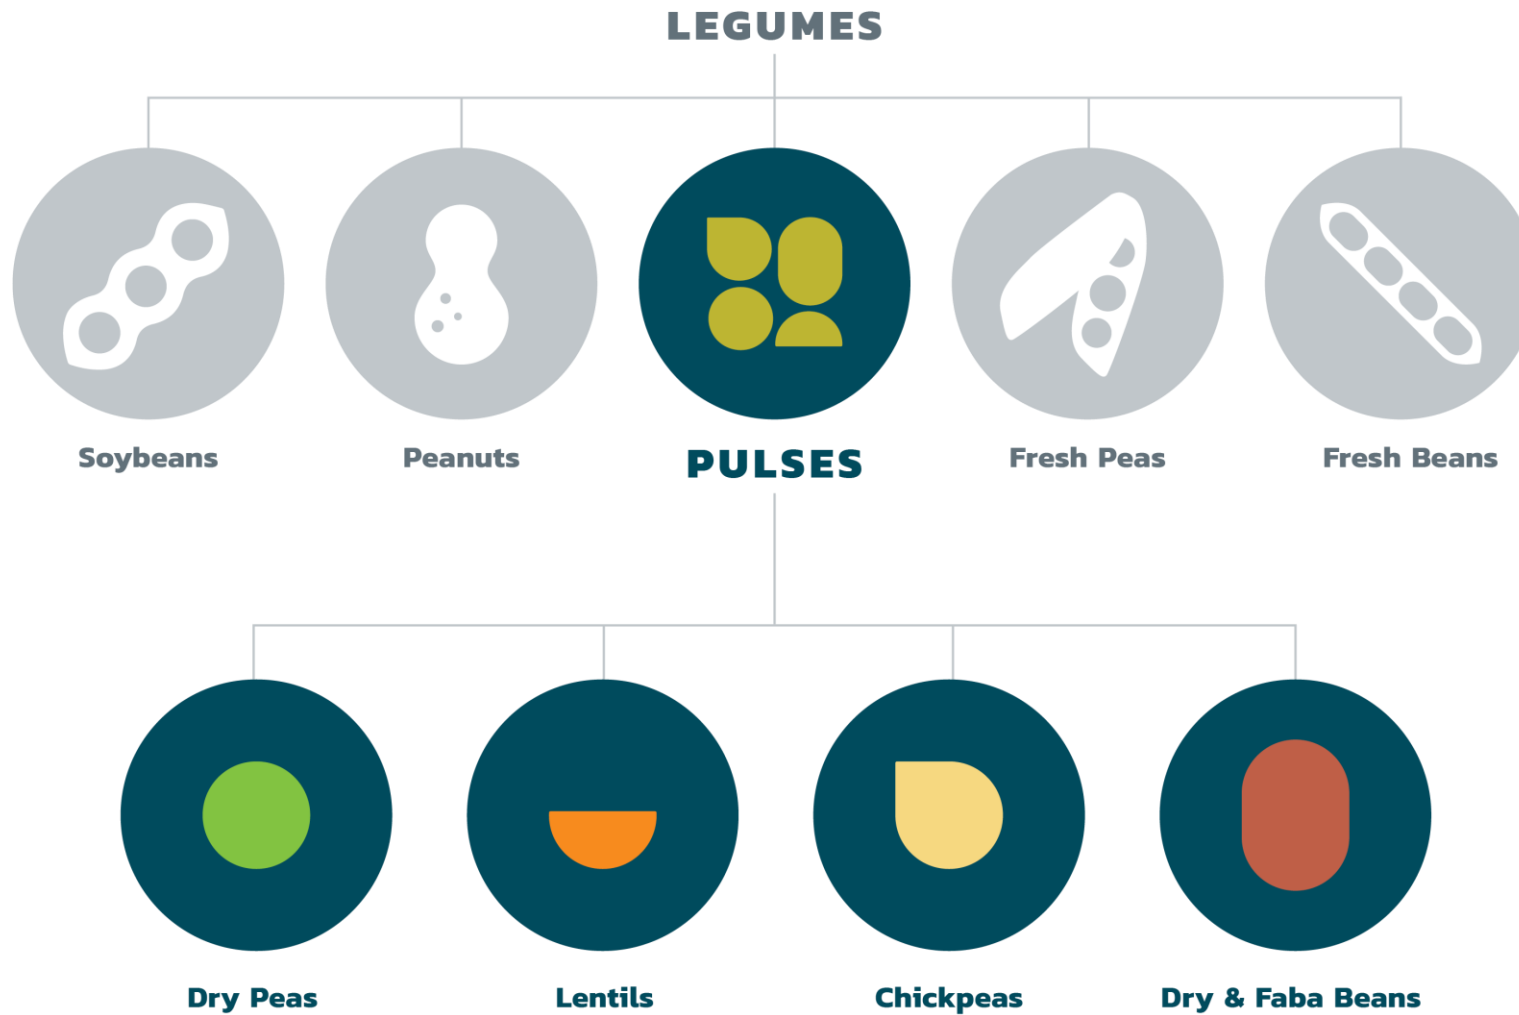 LEGUMES
Soybeans
Peanuts
PULSES
Fresh Peas
Fresh Beans
Dry Peas
Lentils
Chickpeas
Dry & Faba Beans